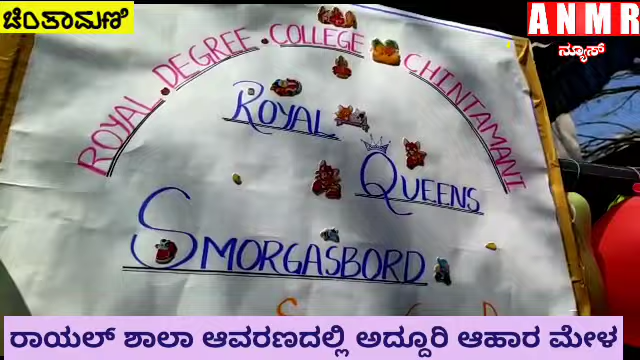 ಚಿಂತಾಮಣಿ
ANMR
ನ್ಯೂಸ್
ROYAL DEGREE COLLEGE CHINTAMANI
ROYAL
QUEENS
SMORGASBORD
ರಾಯಲ್ ಶಾಲಾ ಆವರಣದಲ್ಲಿ ಅದ್ದೂರಿ ಆಹಾರ ಮೇಳ